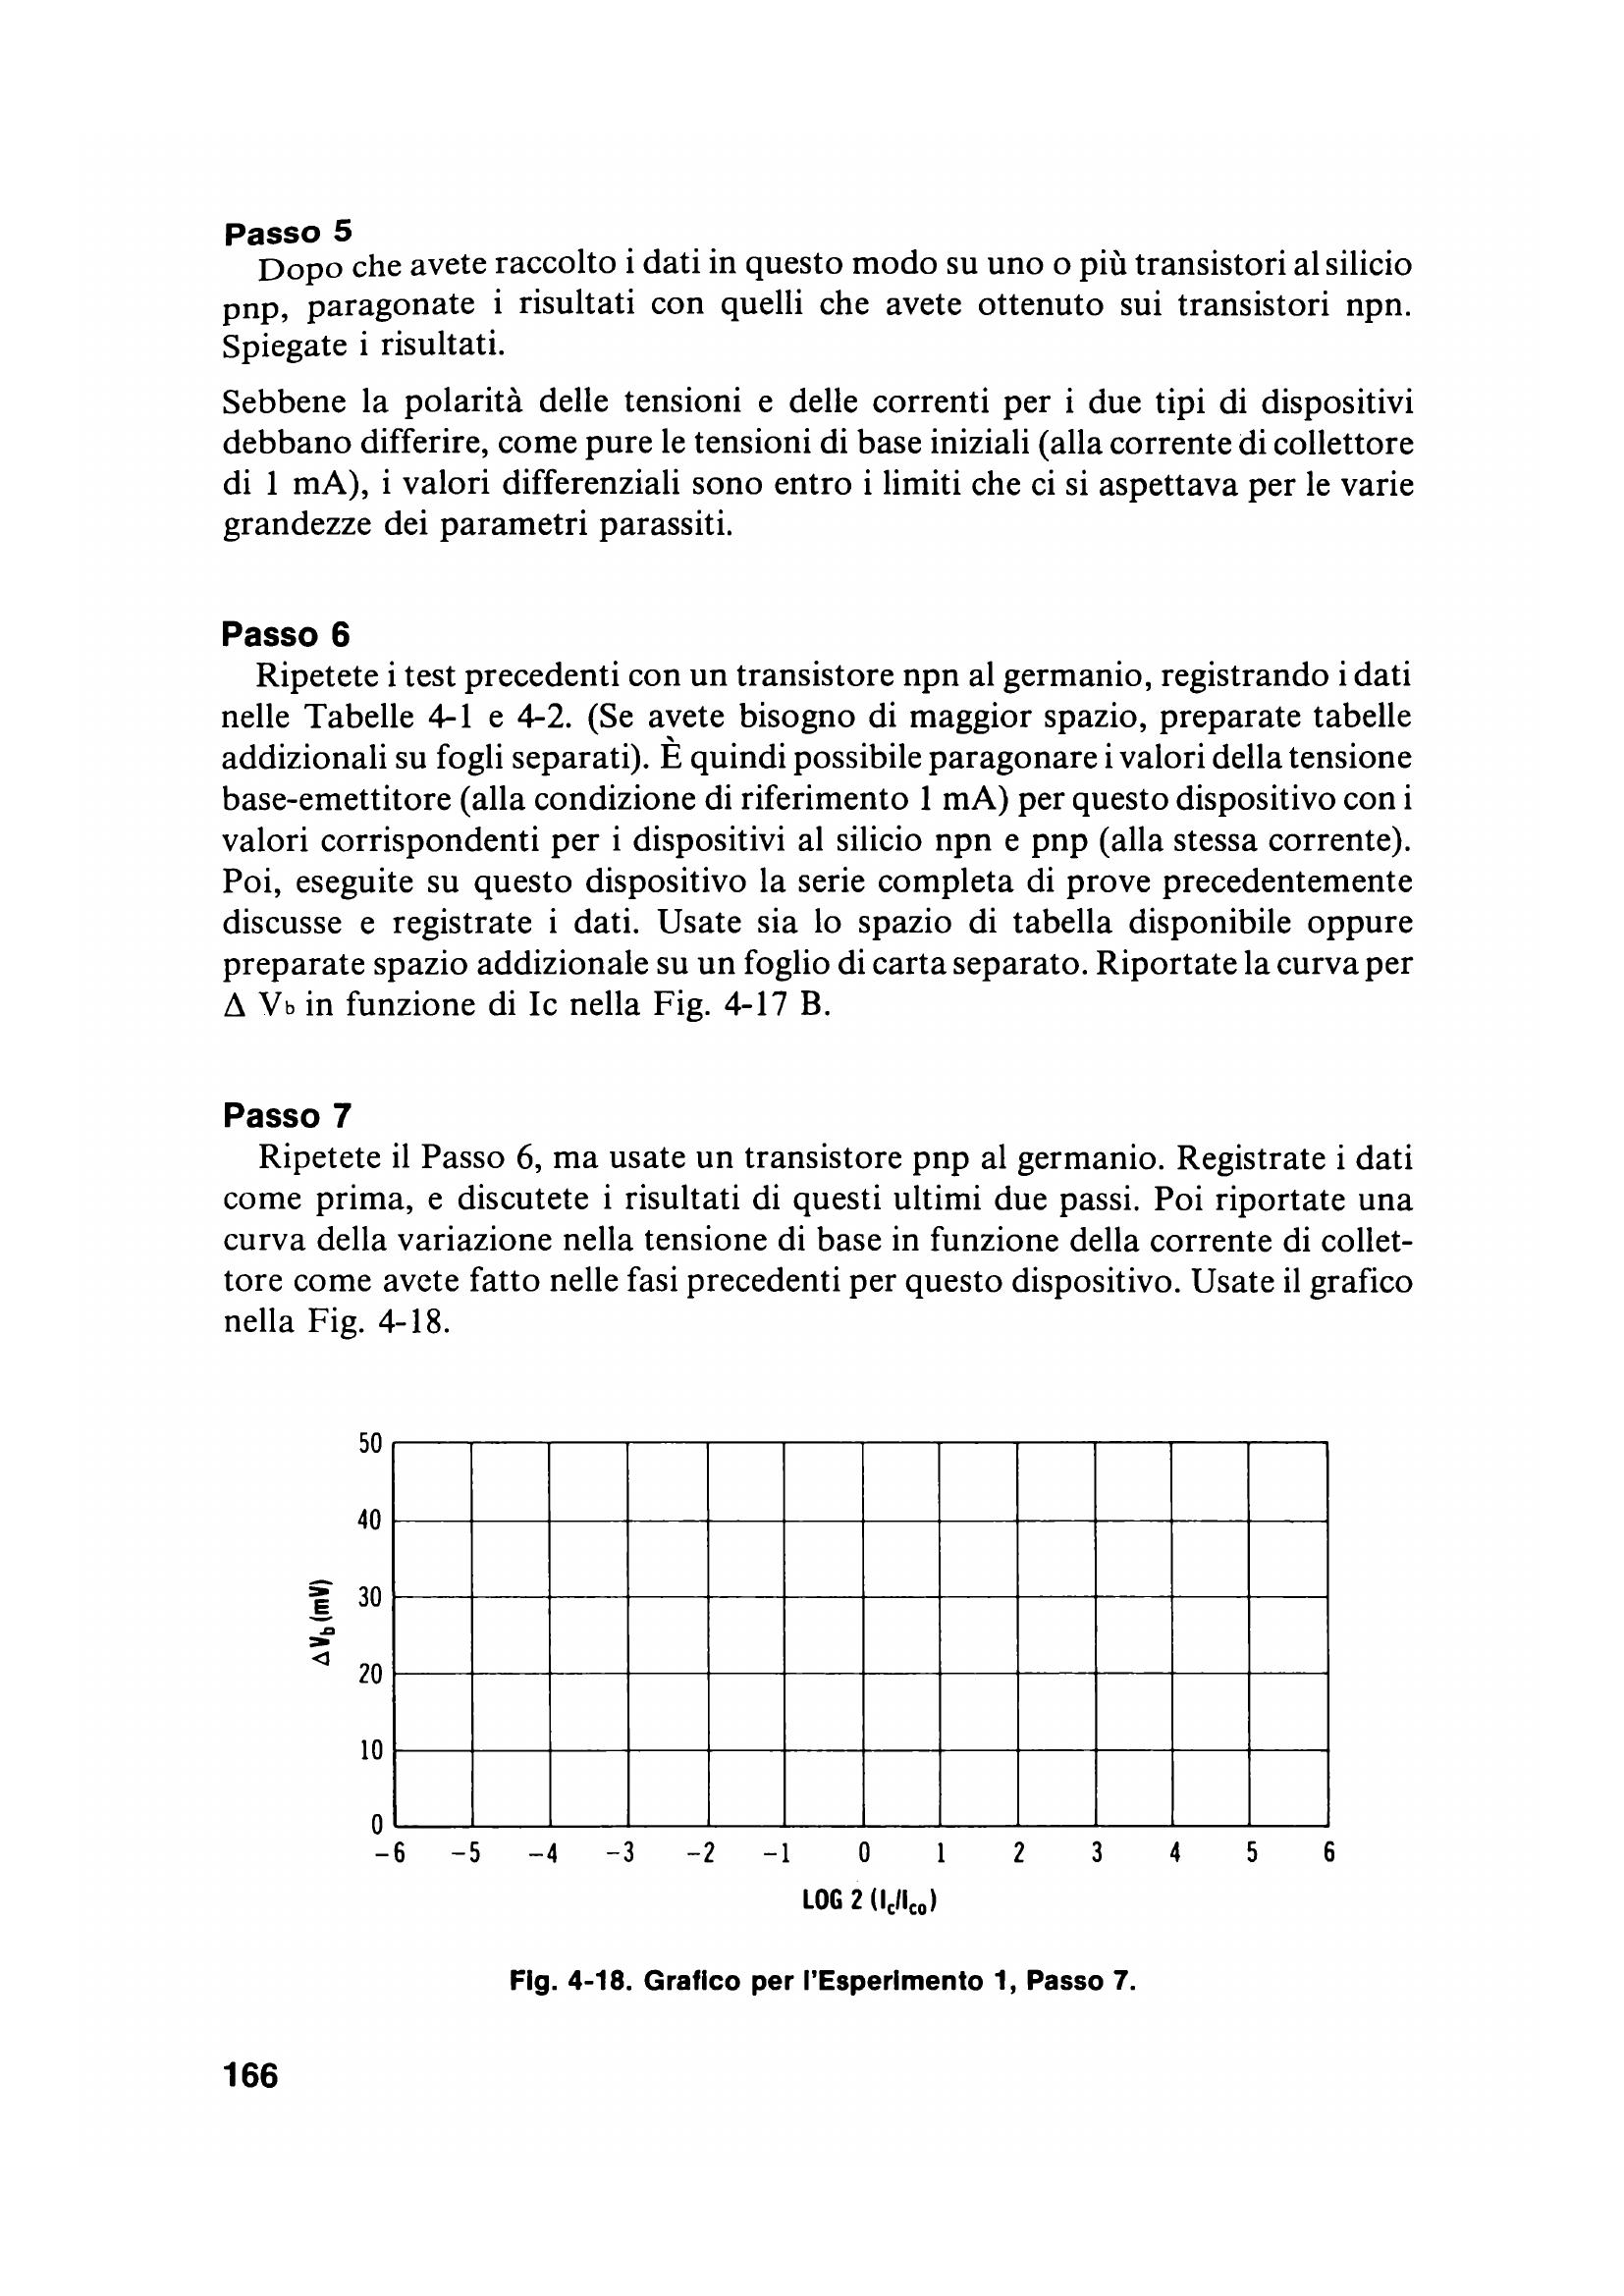 Passo 5
Dopo che avete raccolto i dati in questo modo su uno o più transistori al silicio
pnp, paragonate i risultati con quelli che avete ottenuto sui transistori npn.
Spiegate i risultati.
Sebbene la polarità delle tensioni e delle correnti per i due tipi di dispositivi
debbano differire, come pure le tensioni di base iniziali (alla corrente di collettore
di 1 mA), i valori differenziali sono entro i limiti che ci si aspettava per le varie
grandezze dei parametri parassiti.
Passo 6
Ripetete i test precedenti con un transistore npn al germanio, registrando i dati
nelle Tabelle 4-1 e 4-2. (Se avete bisogno di maggior spazio, preparate tabelle
addizionali su fogli separati). È quindi possibile paragonare i valori della tensione
base-emettitore (alla condizione di riferimento 1 mA) per questo dispositivo con i
valori corrispondenti per i dispositivi al silicio npn e pnp (alla stessa corrente).
Poi, eseguite su questo dispositivo la serie completa di prove precedentemente
discusse e registrate i dati. Usate sia lo spazio di tabella disponibile oppure
preparate spazio addizionale su un foglio di carta separato. Riportate la curva per
Δ Vb in funzione di Ic nella Fig. 4-17 B.
Passo 7
Ripetete il Passo 6, ma usate un transistore pnp al germanio. Registrate i dati
come prima, e discutete i risultati di questi ultimi due passi. Poi riportate una
curva della variazione nella tensione di base in funzione della corrente di collet-
tore come avete fatto nelle fasi precedenti per questo dispositivo. Usate il grafico
nella Fig. 4-18.
50
40
30
20
10
0
ΔVb (mV)
-6 -5 -4 -3 -2 -1 0 1 2 3 4 5 6
LOG 2 (Ic/Ico)
Fig. 4-18. Grafico per l'Esperimento 1, Passo 7.
166